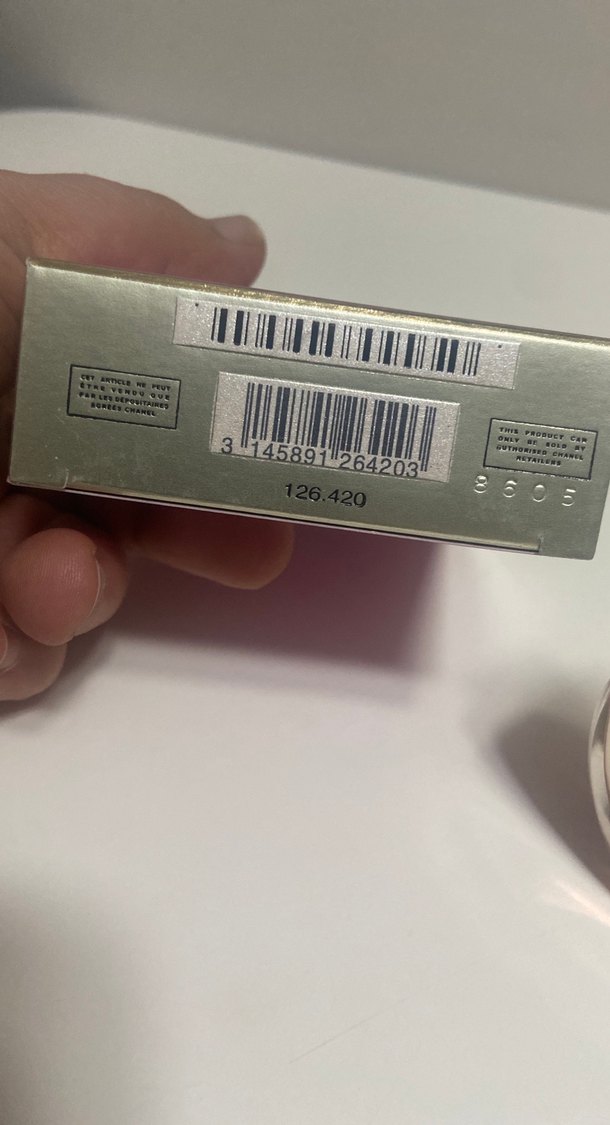 CET ARTICLE NE PEUT
ÊTRE VENDU QUE
PAR LES DÉPOSITAIRES
AGRÉÉS CHANEL
3 145891 264203
126.420
THIS PRODUCT CAN
ONLY BE SOLD BY
AUTHORISED CHANEL
RETAILERS
8605